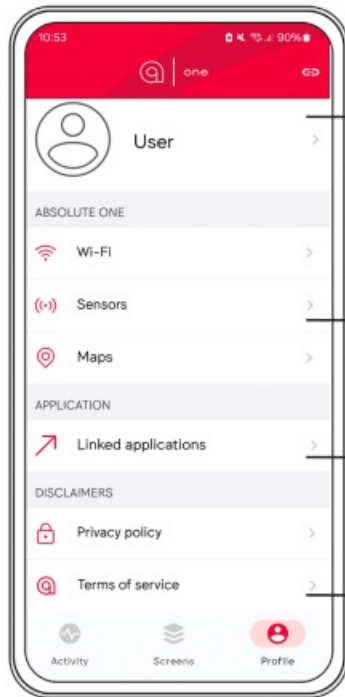 10:53 90%
one
User
ABSOLUTE ONE
Wi-Fi
Sensors
Maps
APPLICATION
Linked applications
DISCLAIMERS
Privacy policy
Terms of service
Activity Screens Profile